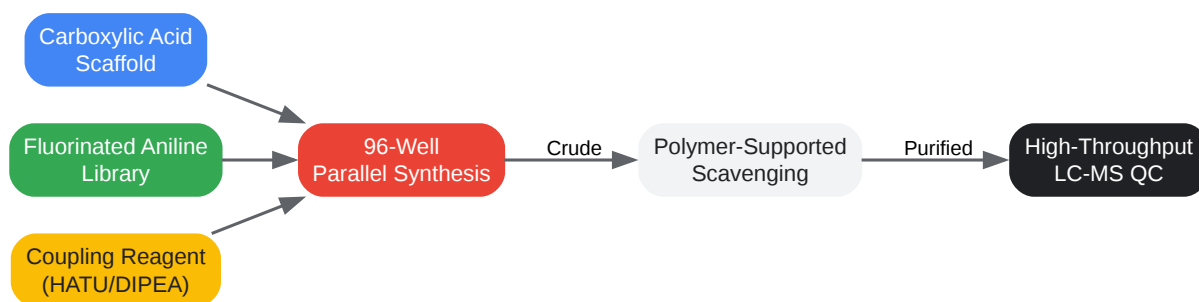 Carboxylic Acid
Scaffold
Fluorinated Aniline
Library
Coupling Reagent
(HATU/DIPEA)
96-Well
Parallel Synthesis
Crude
Polymer-Supported
Scavenging
Purified
High-Throughput
LC-MS QC